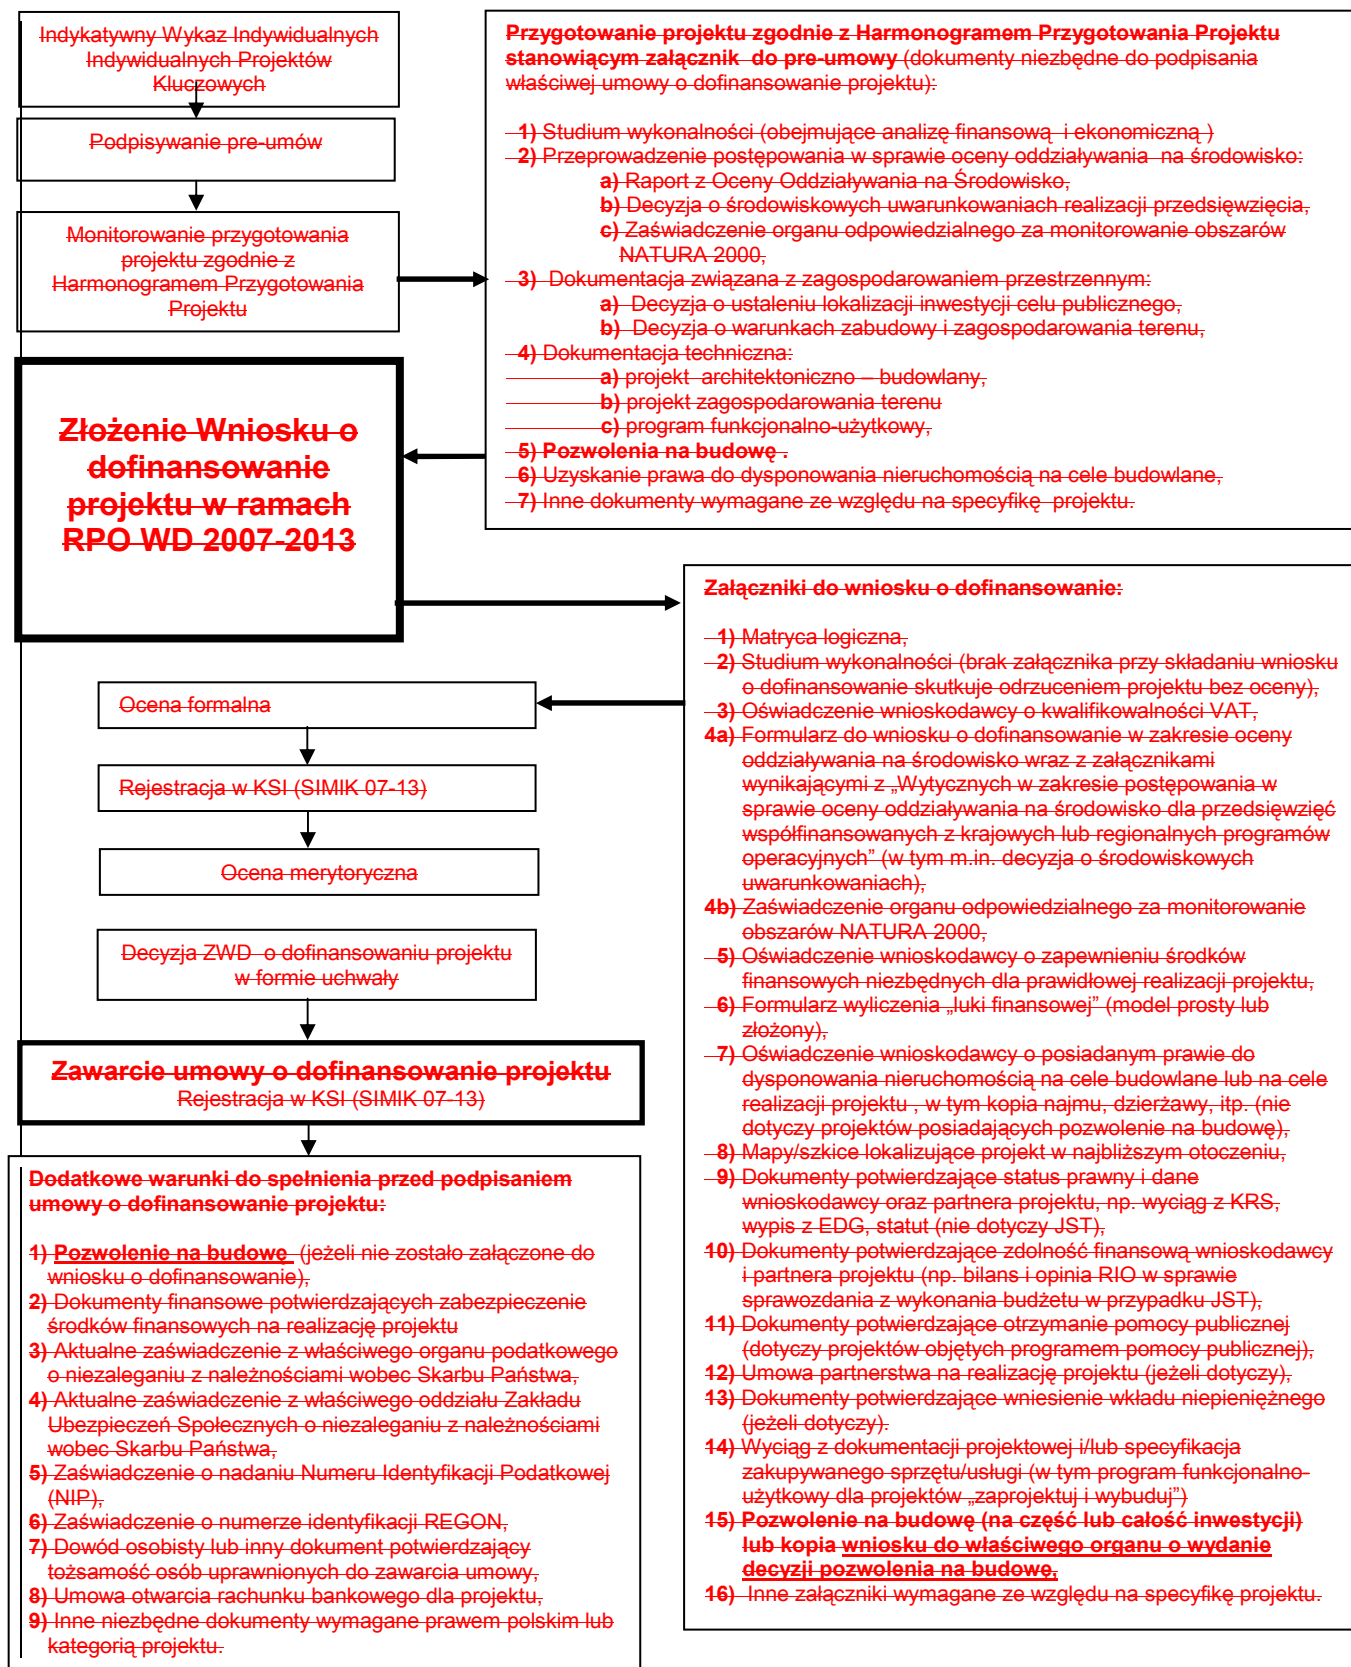 Indykatywny Wykaz Indywidualnych
Indywidualnych Projektów
Kluczowych
Podpisywanie pre-umów
Monitorowanie przygotowania
projektu zgodnie z
Harmonogramem Przygotowania
Projektu
Przygotowanie projektu zgodnie z Harmonogramem Przygotowania Projektu
stanowiącym załącznik do pre-umowy (dokumenty niezbędne do podpisania
właściwej umowy o dofinansowanie projektu):
1) Studium wykonalności (obejmujące analizę finansową i ekonomiczną )
2) Przeprowadzenie postępowania w sprawie oceny oddziaływania na środowisko:
a) Raport z Oceny Oddziaływania na Środowisko,
b) Decyzja o środowiskowych uwarunkowaniach realizacji przedsięwzięcia,
c) Zaświadczenie organu odpowiedzialnego za monitorowanie obszarów
NATURA 2000,
3) Dokumentacja związana z zagospodarowaniem przestrzennym:
a) Decyzja o ustaleniu lokalizacji inwestycji celu publicznego,
b) Decyzja o warunkach zabudowy i zagospodarowania terenu,
4) Dokumentacja techniczna:
a) projekt architektoniczno – budowlany,
b) projekt zagospodarowania terenu
c) program funkcjonalno-użytkowy,
5) Pozwolenia na budowę .
6) Uzyskanie prawa do dysponowania nieruchomością na cele budowlane,
7) Inne dokumenty wymagane ze względu na specyfikę projektu.
Złożenie Wniosku o
dofinansowanie
projektu w ramach
RPO WD 2007-2013
Załączniki do wniosku o dofinansowanie:
1) Matryca logiczna,
2) Studium wykonalności (brak załącznika przy składaniu wniosku
o dofinansowanie skutkuje odrzuceniem projektu bez oceny),
3) Oświadczenie wnioskodawcy o kwalifikowalności VAT,
4a) Formularz do wniosku o dofinansowanie w zakresie oceny
oddziaływania na środowisko wraz z załącznikami
wynikającymi z „Wytycznych w zakresie postępowania w
sprawie oceny oddziaływania na środowisko dla przedsięwzięć
współfinansowanych z krajowych lub regionalnych programów
operacyjnych” (w tym m.in. decyzja o środowiskowych
uwarunkowaniach),
4b) Zaświadczenie organu odpowiedzialnego za monitorowanie
obszarów NATURA 2000,
5) Oświadczenie wnioskodawcy o zapewnieniu środków
finansowych niezbędnych dla prawidłowej realizacji projektu,
6) Formularz wyliczenia „luki finansowej” (model prosty lub
złożony),
7) Oświadczenie wnioskodawcy o posiadanym prawie do
dysponowania nieruchomością na cele budowlane lub na cele
realizacji projektu , w tym kopia najmu, dzierżawy, itp. (nie
dotyczy projektów posiadających pozwolenie na budowę),
8) Mapy/szkice lokalizujące projekt w najbliższym otoczeniu,
9) Dokumenty potwierdzające status prawny i dane
wnioskodawcy oraz partnera projektu, np. wyciąg z KRS,
wypis z EDG, statut (nie dotyczy JST),
10) Dokumenty potwierdzające zdolność finansową wnioskodawcy
i partnera projektu (np. bilans i opinia RIO w sprawie
sprawozdania z wykonania budżetu w przypadku JST),
11) Dokumenty potwierdzające otrzymanie pomocy publicznej
(dotyczy projektów objętych programem pomocy publicznej),
12) Umowa partnerstwa na realizację projektu (jeżeli dotyczy),
13) Dokumenty potwierdzające wniesienie wkładu niepieniężnego
(jeżeli dotyczy).
14) Wyciąg z dokumentacji projektowej i/lub specyfikacja
zakupywanego sprzętu/usługi (w tym program funkcjonalno-
użytkowy dla projektów „zaprojektuj i wybuduj”)
15) Pozwolenie na budowę (na część lub całość inwestycji)
lub kopia wniosku do właściwego organu o wydanie
decyzji pozwolenia na budowę,
16) Inne załączniki wymagane ze względu na specyfikę projektu.
Ocena formalna
Rejestracja w KSI (SIMIK 07-13)
Ocena merytoryczna
Decyzja ZWD o dofinansowaniu projektu
w formie uchwały
Zawarcie umowy o dofinansowanie projektu
Rejestracja w KSI (SIMIK 07-13)
Dodatkowe warunki do spełnienia przed podpisaniem
umowy o dofinansowanie projektu:
1) Pozwolenie na budowę (jeżeli nie zostało załączone do
wniosku o dofinansowanie),
2) Dokumenty finansowe potwierdzających zabezpieczenie
środków finansowych na realizację projektu
3) Aktualne zaświadczenie z właściwego organu podatkowego
o niezaleganiu z należnościami wobec Skarbu Państwa,
4) Aktualne zaświadczenie z właściwego oddziału Zakładu
Ubezpieczeń Społecznych o niezaleganiu z należnościami
wobec Skarbu Państwa,
5) Zaświadczenie o nadaniu Numeru Identyfikacji Podatkowej
(NIP),
6) Zaświadczenie o numerze identyfikacji REGON,
7) Dowód osobisty lub inny dokument potwierdzający
tożsamość osób uprawnionych do zawarcia umowy,
8) Umowa otwarcia rachunku bankowego dla projektu,
9) Inne niezbędne dokumenty wymagane prawem polskim lub
kategorią projektu.